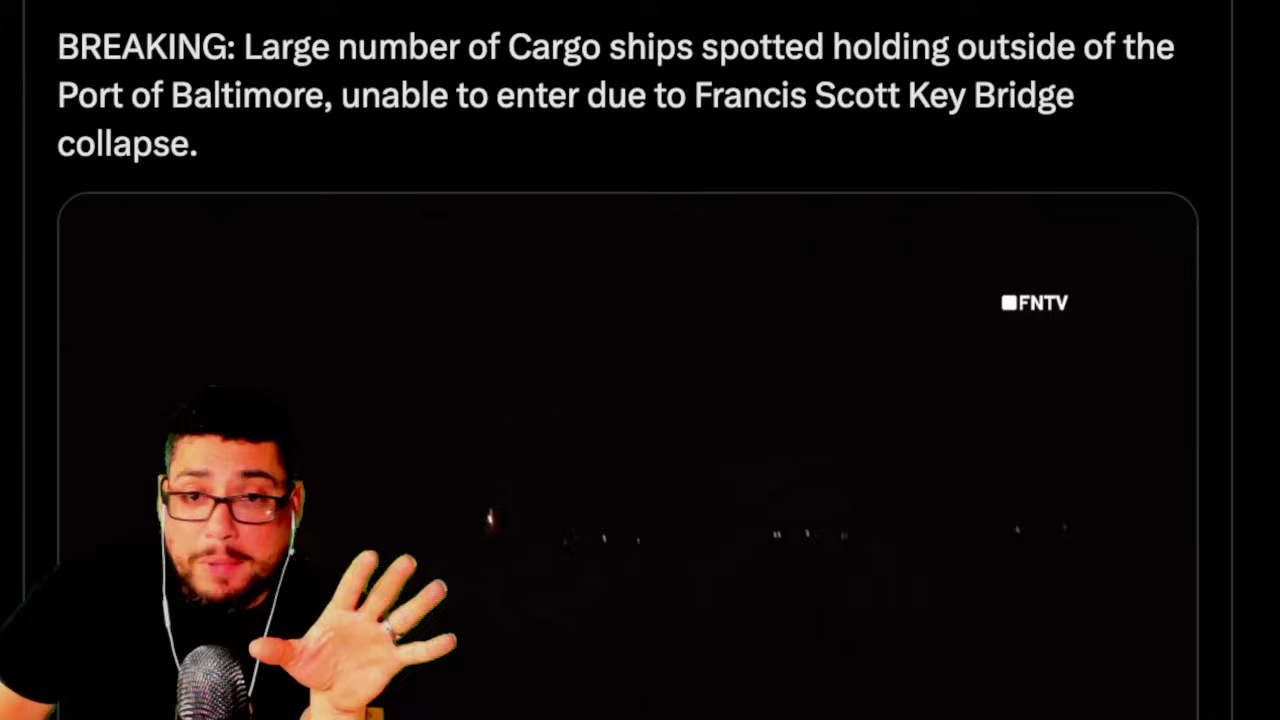 BREAKING: Large number of Cargo ships spotted holding outside of the
Port of Baltimore, unable to enter due to Francis Scott Key Bridge
collapse.
FNTV